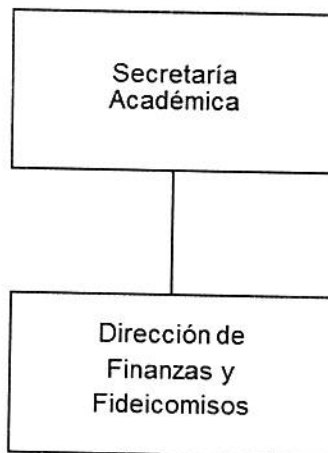 Secretaría
Académica
Dirección de
Finanzas y
Fideicomisos